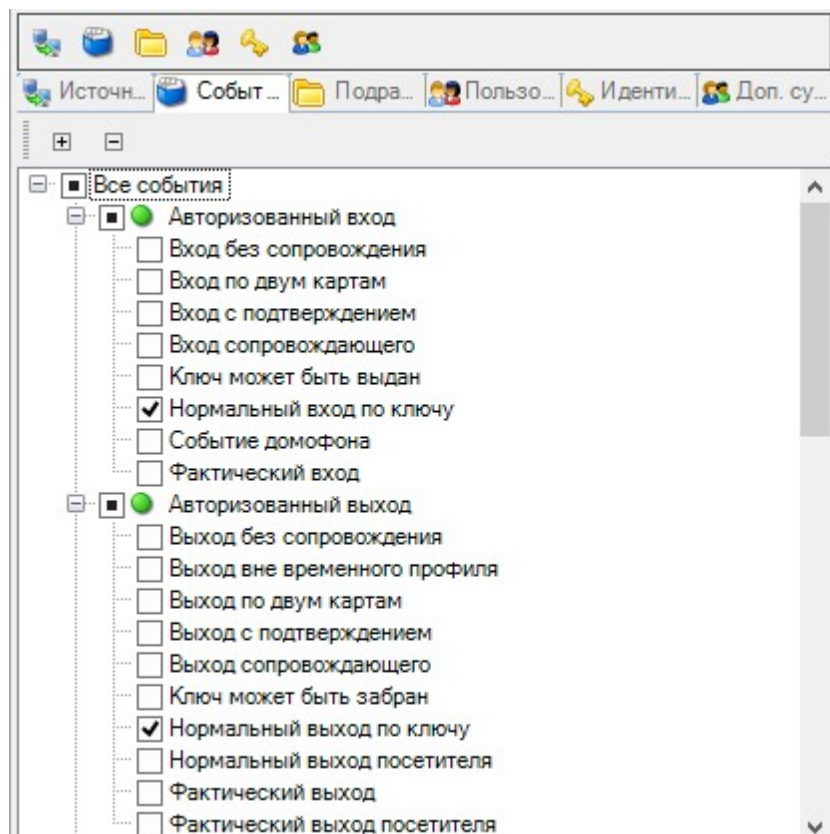 Источн... Событ... Подра... Пользо... Иденти... Доп. су...
Все события
Авторизованный вход
Вход без сопровождения
Вход по двум картам
Вход с подтверждением
Вход сопровождающего
Ключ может быть выдан
Нормальный вход по ключу
Событие домофона
Фактический вход
Авторизованный выход
Выход без сопровождения
Выход вне временного профиля
Выход по двум картам
Выход с подтверждением
Выход сопровождающего
Ключ может быть забран
Нормальный выход по ключу
Нормальный выход посетителя
Фактический выход
Фактический выход посетителя